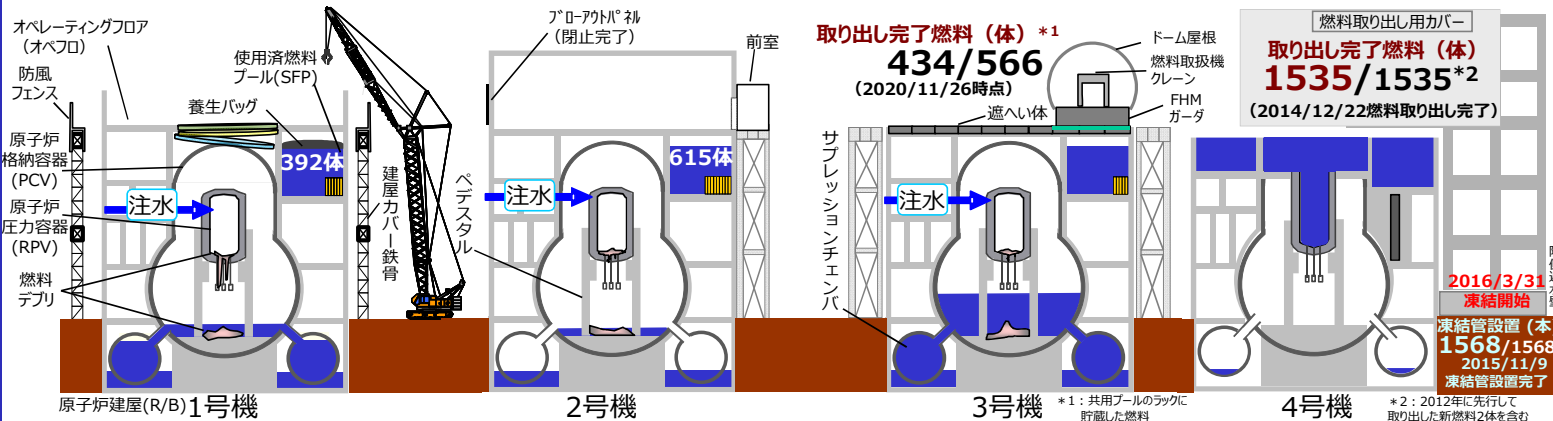 オペレーティングフロア
(オペフロ)
防風
フェンス
使用済燃料
プール(SFP)
養生バッグ
原子炉
格納容器
(PCV)
392体
注水
原子炉
圧力容器
(RPV)
燃料
デブリ
建屋カバー鉄骨
原子炉建屋(R/B)
1号機
ブローアウトパネル
(閉止完了)
前室
615体
注水
ペデスタル
2号機
取り出し完了燃料（体）*1
434/566
(2020/11/26時点)
ドーム屋根
燃料取扱機
クレーン
FHM
ガーダ
遮へい体
サプレッションチェンバ
注水
3号機
*1：共用プールのラックに
貯蔵した燃料
燃料取り出し用カバー
取り出し完了燃料（体）
1535/1535*2
(2014/12/22燃料取り出し完了)
4号機
*2：2012年に先行して
取り出した新燃料2体を含む
2016/3/31
凍結開始
凍結管設置 (本
1568/1568
2015/11/9
凍結管設置完了